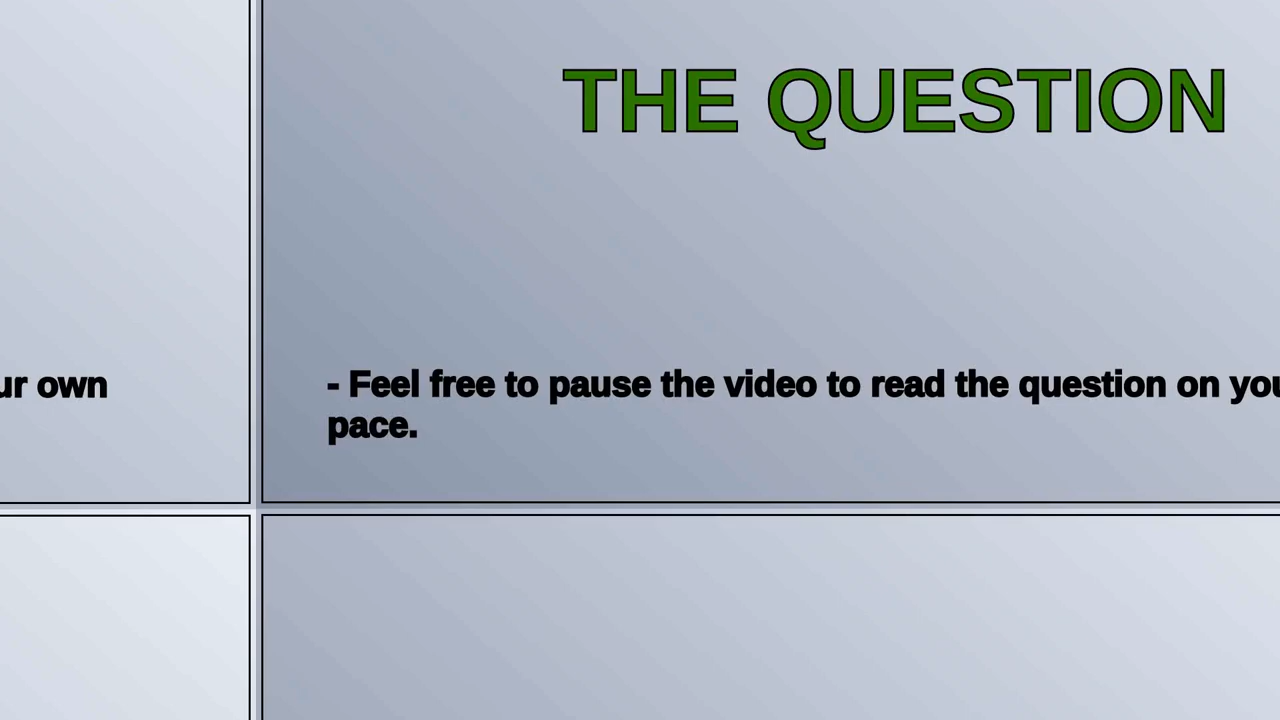 THE QUESTION
ur own
- Feel free to pause the video to read the question on you
pace.